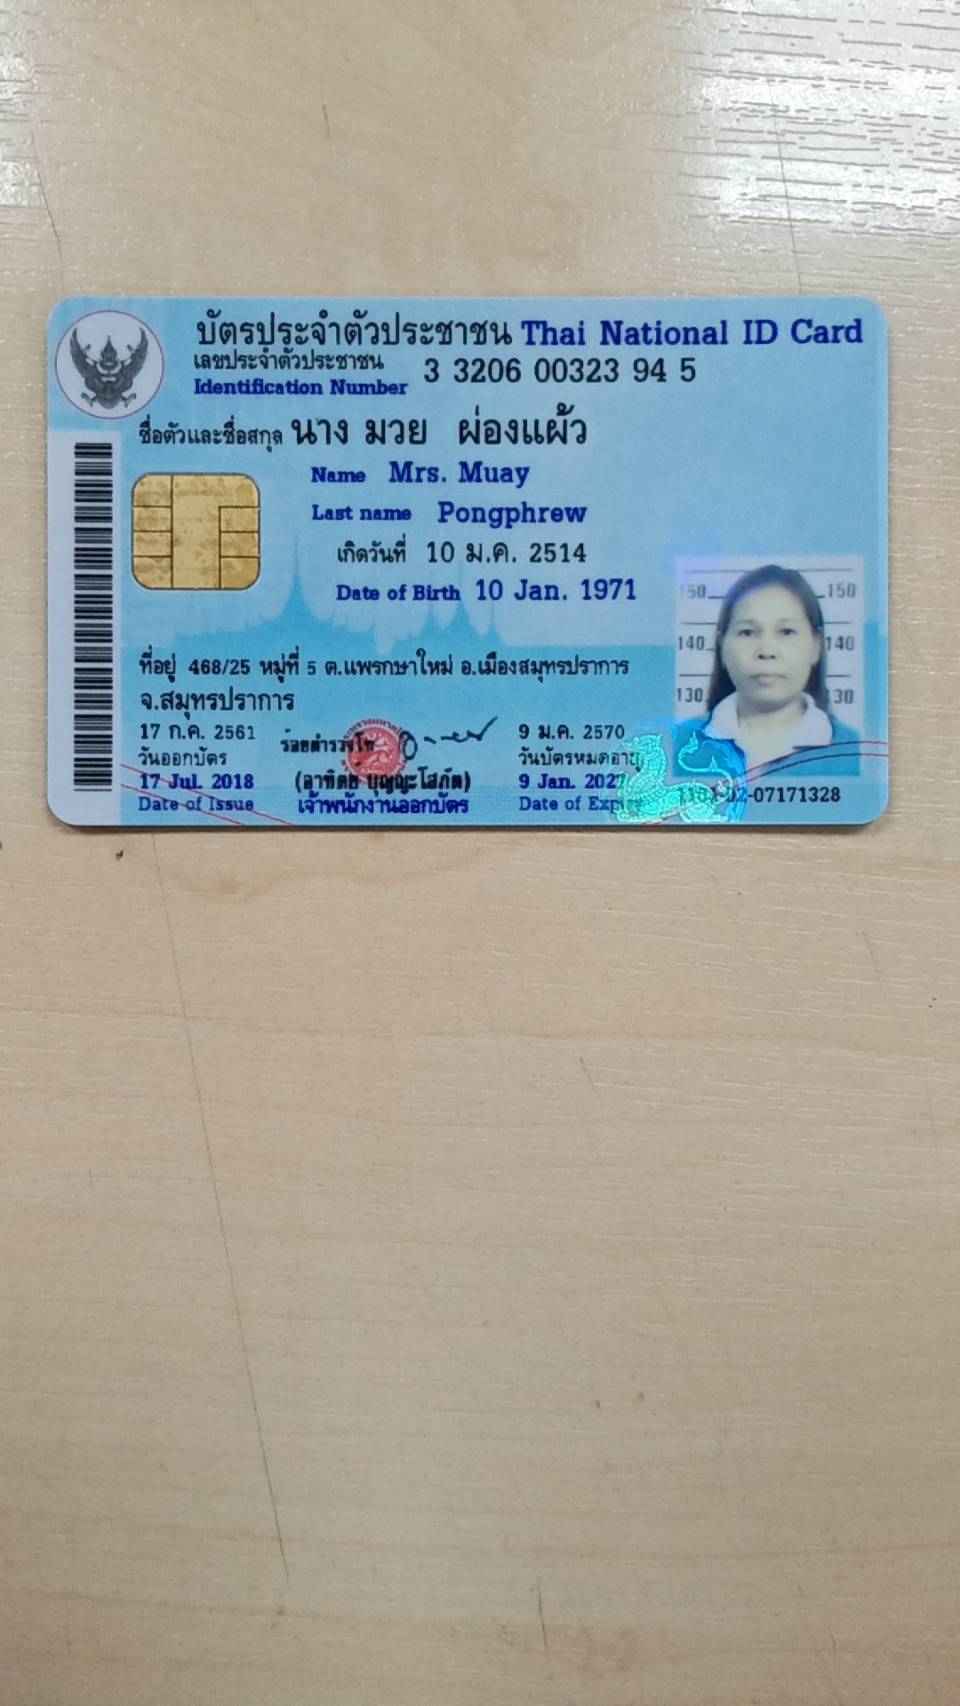 บัตรประจำตัวประชาชน Thai National ID Card
เลขประจำตัวประชาชน
Identification Number 3 3206 00323 94 5
ชื่อตัวและชื่อสกุล นาง มวย ผ่องแผ้ว
Name Mrs. Muay
Last name Pongphrew
เกิดวันที่ 10 ม.ค. 2514
Date of Birth 10 Jan. 1971
150 150
140 140
130 130
ที่อยู่ 468/25 หมู่ที่ 5 ต.แพรกษาใหม่ อ.เมืองสมุทรปราการ
จ.สมุทรปราการ
17 ก.ค. 2561
วันออกบัตร
17 Jul. 2018
Date of Issue
ร้อยตำรวจโท
(อาทิตย์ บุญญะโสภัต)
เจ้าพนักงานออกบัตร
9 ม.ค. 2570
วันบัตรหมดอายุ
9 Jan. 2027
Date of Expiry
-07171328